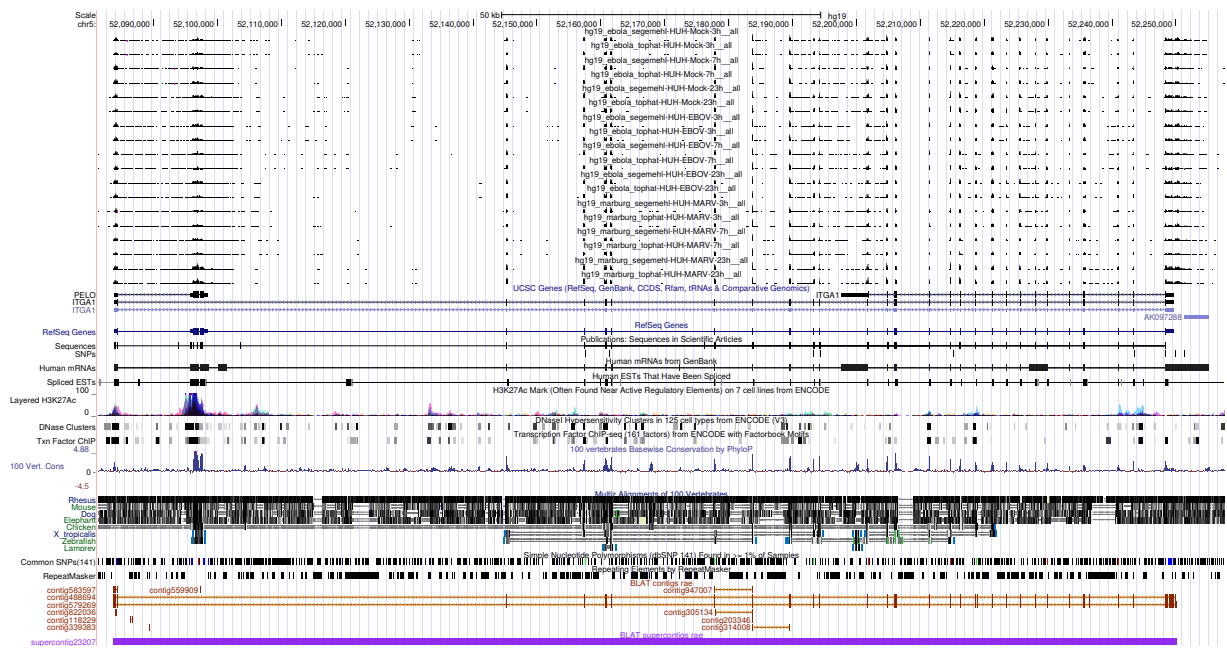 Scale 50 kb hg19
chr5: 52,090,000 52,100,000 52,110,000 52,120,000 52,130,000 52,140,000 52,150,000 52,160,000 52,170,000 52,180,000 52,190,000 52,200,000 52,210,000 52,220,000 52,230,000 52,240,000 52,250,000
hg19_ebola_segemehl-HUH-Mock-3h__all
hg19_ebola_tophat-HUH-Mock-3h__all
hg19_ebola_segemehl-HUH-Mock-7h__all
hg19_ebola_tophat-HUH-Mock-7h__all
hg19_ebola_segemehl-HUH-Mock-23h__all
hg19_ebola_tophat-HUH-Mock-23h__all
hg19_ebola_segemehl-HUH-EBOV-3h__all
hg19_ebola_tophat-HUH-EBOV-3h__all
hg19_ebola_segemehl-HUH-EBOV-7h__all
hg19_ebola_tophat-HUH-EBOV-7h__all
hg19_ebola_segemehl-HUH-EBOV-23h__all
hg19_ebola_tophat-HUH-EBOV-23h__all
hg19_marburg_segemehl-HUH-MARV-3h__all
hg19_marburg_tophat-HUH-MARV-3h__all
hg19_marburg_segemehl-HUH-MARV-7h__all
hg19_marburg_tophat-HUH-MARV-7h__all
hg19_marburg_segemehl-HUH-MARV-23h__all
hg19_marburg_tophat-HUH-MARV-23h__all
UCSC Genes (RefSeq, GenBank, CCDS, Rfam, tRNAs & Comparative Genomics)
PELO ITGA1
ITGA1
ITGA1
AK097288
RefSeq Genes
RefSeq Genes
Publications: Sequences in Scientific Articles
Sequences
SNPs
Human mRNAs from GenBank
Human mRNAs
Human ESTs That Have Been Spliced
Spliced ESTs
H3K27Ac Mark (Often Found Near Active Regulatory Elements) on 7 cell lines from ENCODE
100
Layered H3K27Ac
0
DNaseI Hypersensitivity Clusters in 125 cell types from ENCODE (V3)
DNase Clusters
Transcription Factor ChIP-seq (161 factors) from ENCODE with Factorbook Motifs
Txn Factor ChIP
100 vertebrates Basewise Conservation by PhyloP
4.88
100 Vert. Cons
0
-4.5
Multiz Alignments of 100 Vertebrates
Rhesus
Mouse
Dog
Elephant
Chicken
X_tropicalis
Zebrafish
Lamprey
Simple Nucleotide Polymorphisms (dbSNP 141) Found in >= 1% of Samples
Common SNPs(141)
Repeating Elements by RepeatMasker
RepeatMasker
BLAT contigs rae
contig583597 contig559909 contig947007
contig488694
contig579269
contig822036 contig305134
contig118229 contig203346
contig339383 contig314008
BLAT supercontigs rae
supercontig23207